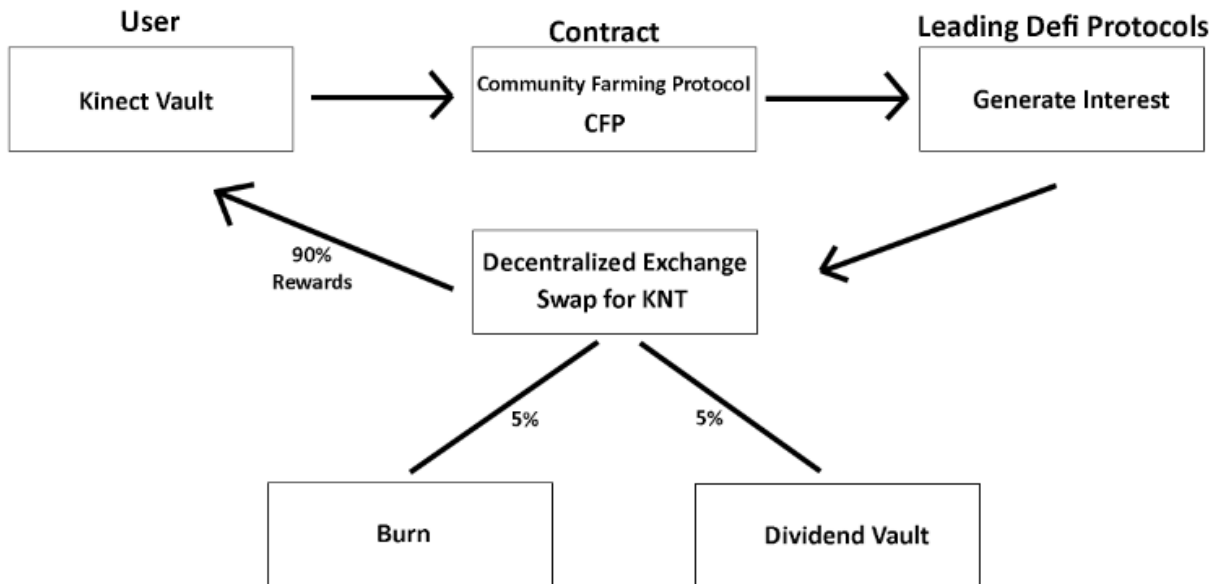 User
Contract
Leading Defi Protocols
Kinect Vault
Community Farming Protocol
CFP
Generate Interest
90%
Rewards
Decentralized Exchange
Swap for KNT
5%
5%
Burn
Dividend Vault